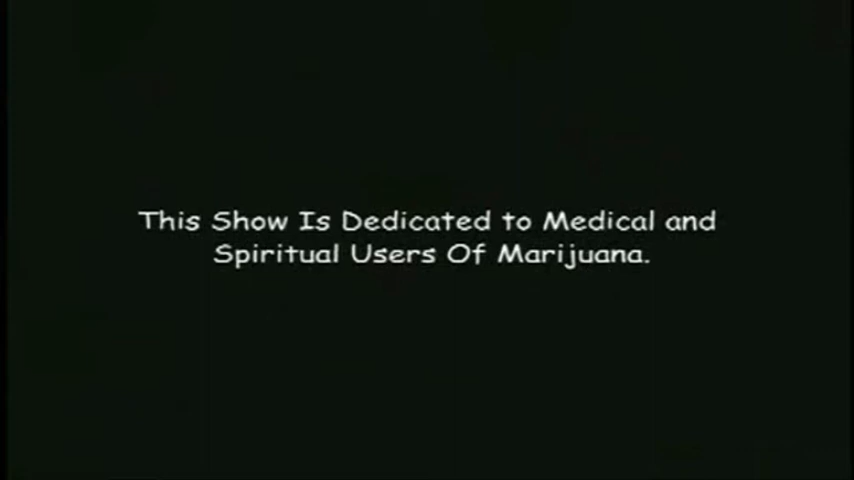 This Show Is Dedicated to Medical and
Spiritual Users Of Marijuana.